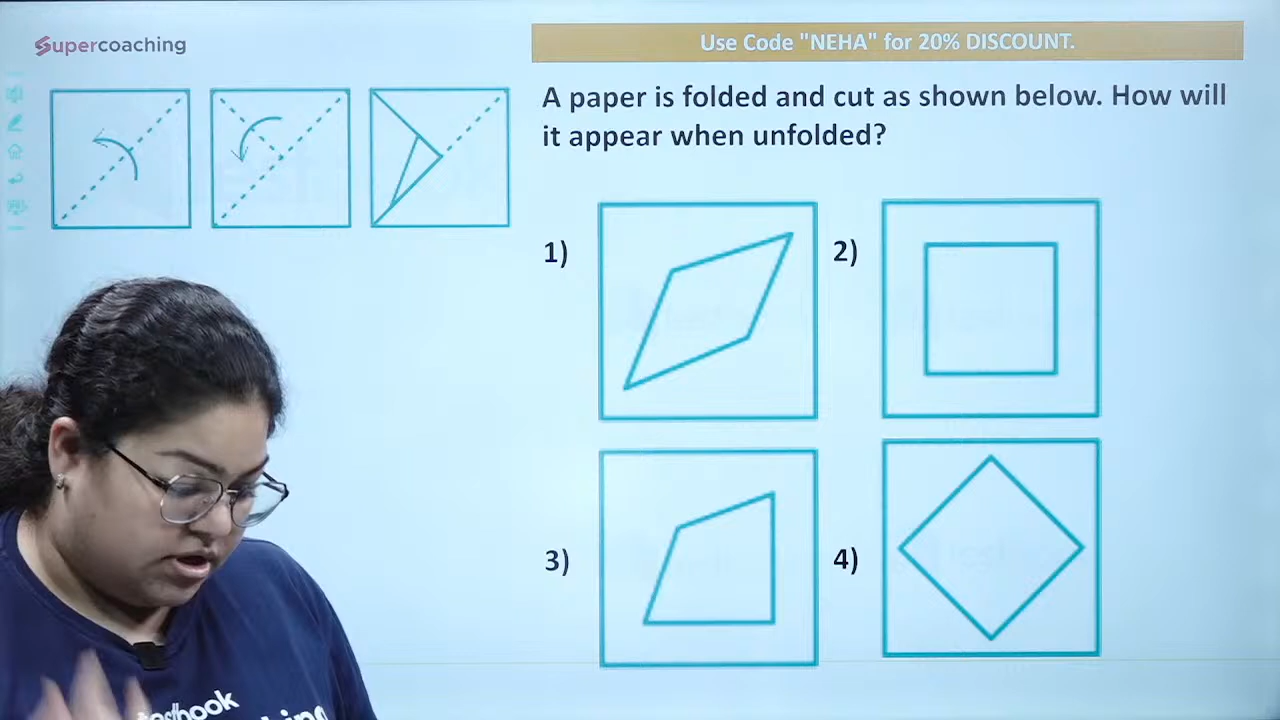 Supercoaching
Use Code "NEHA" for 20% DISCOUNT.
A paper is folded and cut as shown below. How will
it appear when unfolded?
1)
2)
3)
4)
testbook